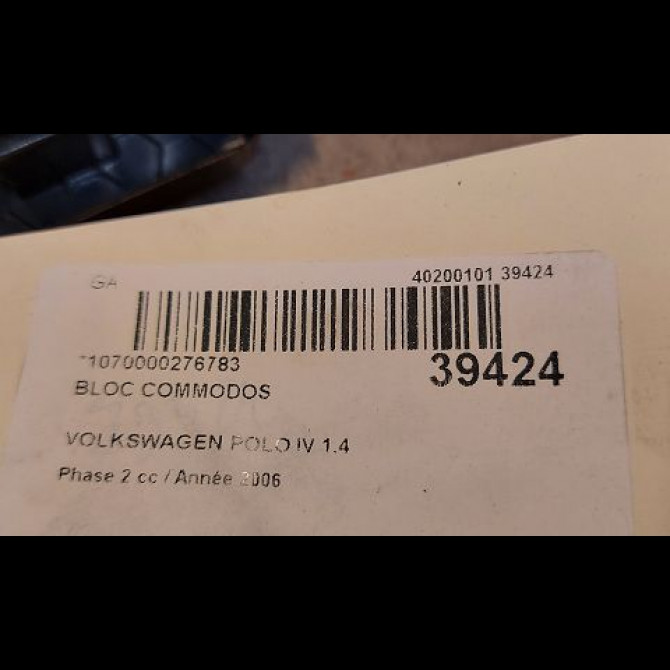 GA 40200101 39424
*1070000276783 39424
BLOC COMMODOS
VOLKSWAGEN POLO IV 1.4
Phase 2 cc / Année 2006